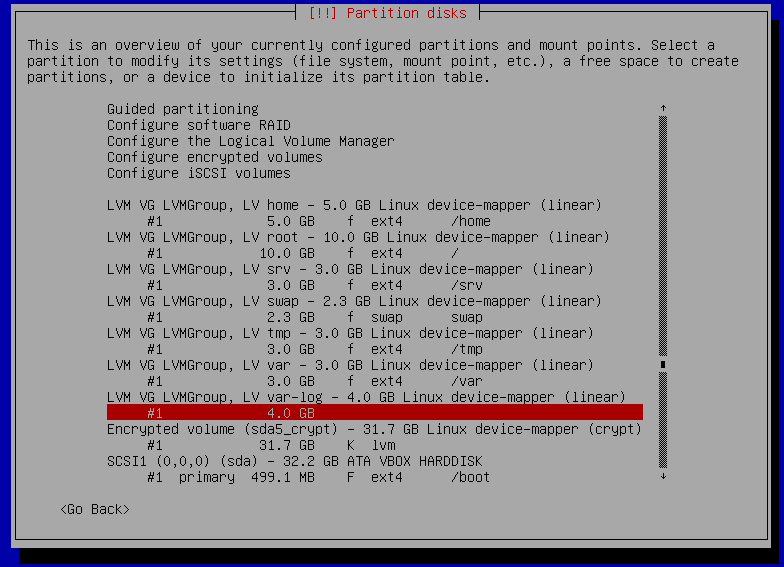 [!!] Partition disks
This is an overview of your currently configured partitions and mount points. Select a
partition to modify its settings (file system, mount point, etc.), a free space to create
partitions, or a device to initialize its partition table.
Guided partitioning
Configure software RAID
Configure the Logical Volume Manager
Configure encrypted volumes
Configure iSCSI volumes
LVM VG LVMGroup, LV home - 5.0 GB Linux device-mapper (linear)
#1 5.0 GB f ext4 /home
LVM VG LVMGroup, LV root - 10.0 GB Linux device-mapper (linear)
#1 10.0 GB f ext4 /
LVM VG LVMGroup, LV srv - 3.0 GB Linux device-mapper (linear)
#1 3.0 GB f ext4 /srv
LVM VG LVMGroup, LV swap - 2.3 GB Linux device-mapper (linear)
#1 2.3 GB f swap swap
LVM VG LVMGroup, LV tmp - 3.0 GB Linux device-mapper (linear)
#1 3.0 GB f ext4 /tmp
LVM VG LVMGroup, LV var - 3.0 GB Linux device-mapper (linear)
#1 3.0 GB f ext4 /var
LVM VG LVMGroup, LV var-log - 4.0 GB Linux device-mapper (linear)
#1 4.0 GB
Encrypted volume (sda5_crypt) - 31.7 GB Linux device-mapper (crypt)
#1 31.7 GB K lvm
SCSI1 (0,0,0) (sda) - 32.2 GB ATA VBOX HARDDISK
#1 primary 499.1 MB F ext4 /boot
<Go Back>